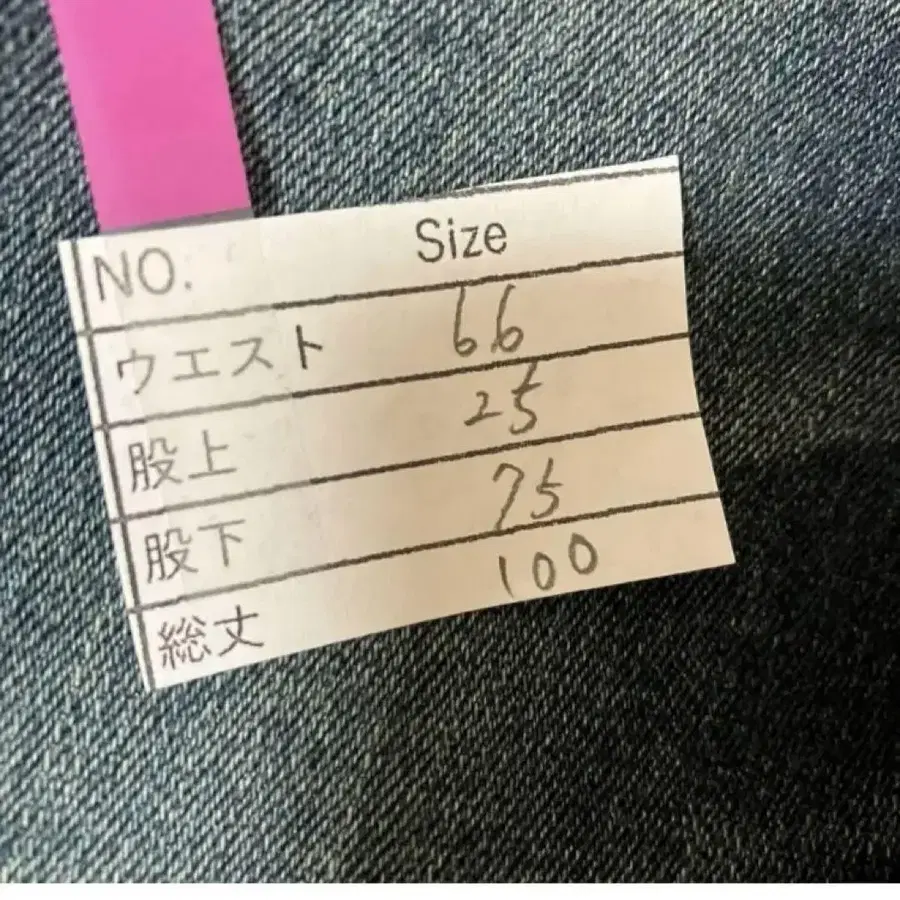 NO. Size
ウエスト 66
股上 25
股下 75
総丈 100